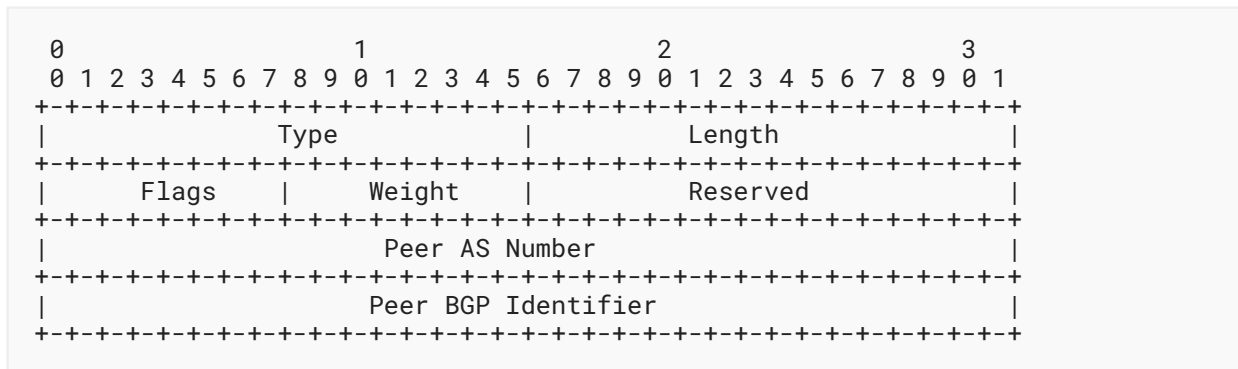 0                   1                   2                   3
 0 1 2 3 4 5 6 7 8 9 0 1 2 3 4 5 6 7 8 9 0 1 2 3 4 5 6 7 8 9 0 1
+-+-+-+-+-+-+-+-+-+-+-+-+-+-+-+-+-+-+-+-+-+-+-+-+-+-+-+-+-+-+-+-+
|               Type            |          Length               |
+-+-+-+-+-+-+-+-+-+-+-+-+-+-+-+-+-+-+-+-+-+-+-+-+-+-+-+-+-+-+-+-+
|      Flags    |     Weight    |          Reserved             |
+-+-+-+-+-+-+-+-+-+-+-+-+-+-+-+-+-+-+-+-+-+-+-+-+-+-+-+-+-+-+-+-+
|                      Peer AS Number                           |
+-+-+-+-+-+-+-+-+-+-+-+-+-+-+-+-+-+-+-+-+-+-+-+-+-+-+-+-+-+-+-+-+
|                     Peer BGP Identifier                       |
+-+-+-+-+-+-+-+-+-+-+-+-+-+-+-+-+-+-+-+-+-+-+-+-+-+-+-+-+-+-+-+-+